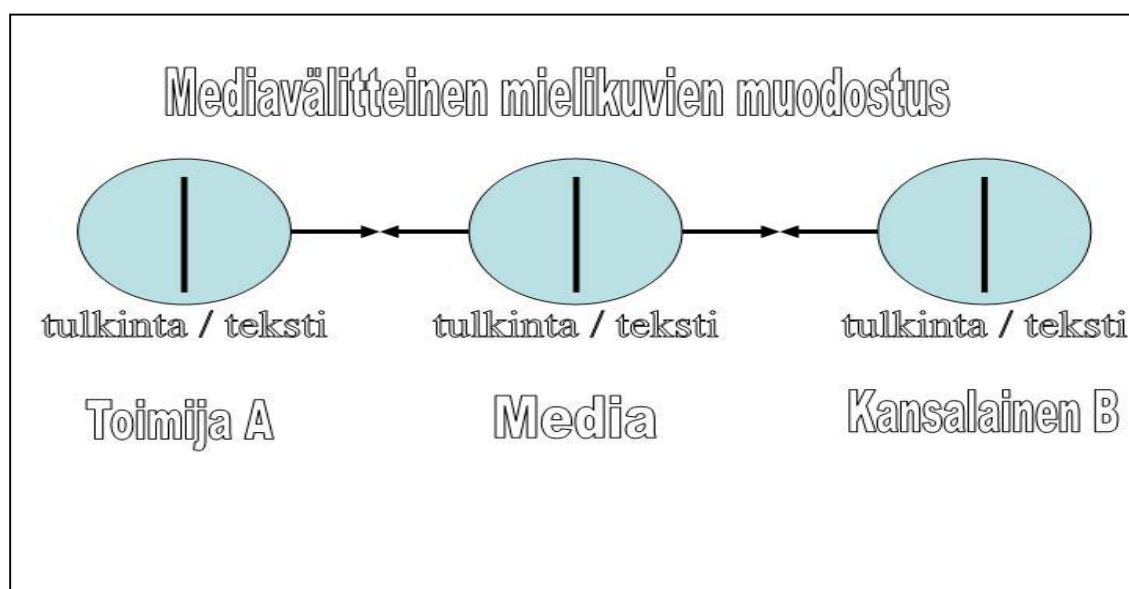 Mediavälitteinen mielikuvien muodostus
tulkinta / teksti tulkinta / teksti tulkinta / teksti
Toimija A Media Kansalainen B